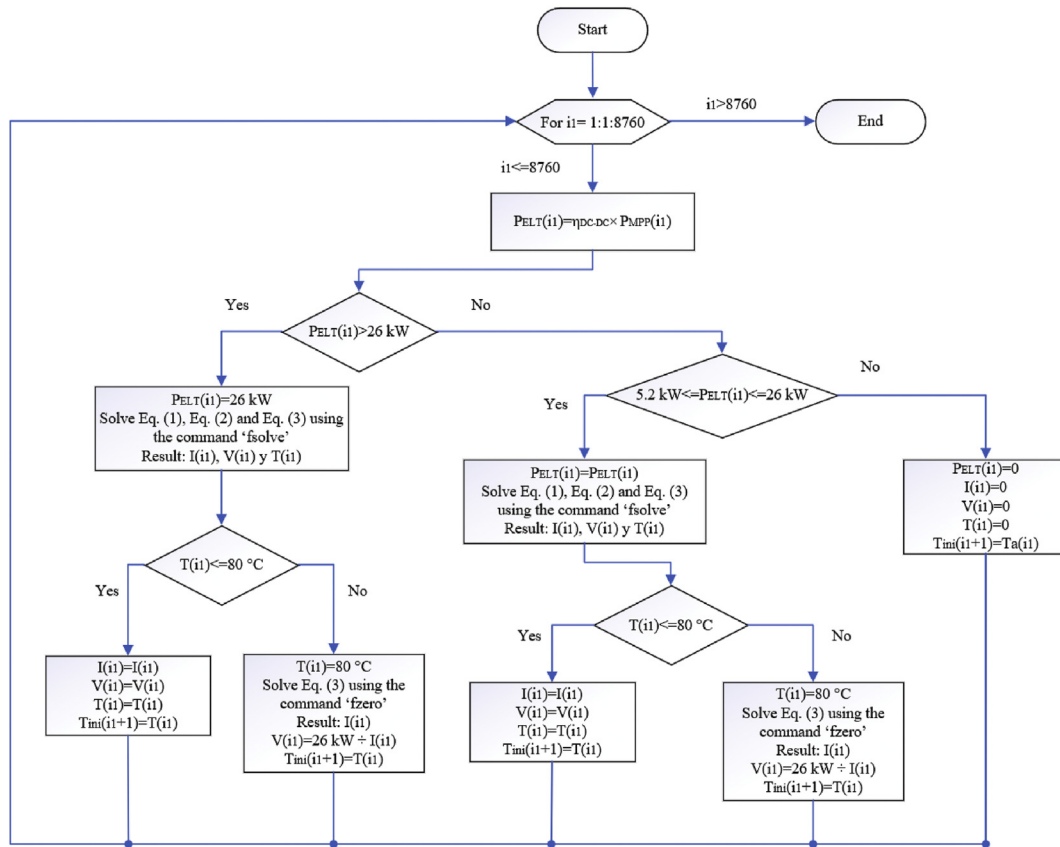 Start
For i1= 1:1:8760
i1>8760
End
i1<=8760
PELT(i1)=ηDC-DC× PMPP(i1)
Yes
PELT(i1)>26 kW
No
PELT(i1)=26 kW
Solve Eq. (1), Eq. (2) and Eq. (3) using
the command ‘fsolve’
Result: I(i1), V(i1) y T(i1)
Yes
5.2 kW<=PELT(i1)<=26 kW
No
PELT(i1)=PELT(i1)
Solve Eq. (1), Eq. (2) and Eq. (3)
using the command ‘fsolve’
Result: I(i1), V(i1) y T(i1)
PELT(i1)=0
I(i1)=0
V(i1)=0
T(i1)=0
Tini(i1+1)=Ta(i1)
Yes
T(i1)<=80 °C
No
I(i1)=I(i1)
V(i1)=V(i1)
T(i1)=T(i1)
Tini(i1+1)=T(i1)
T(i1)=80 °C
Solve Eq. (3) using the
command ‘fzero’
Result: I(i1)
V(i1)=26 kW ÷ I(i1)
Tini(i1+1)=T(i1)
Yes
T(i1)<=80 °C
No
I(i1)=I(i1)
V(i1)=V(i1)
T(i1)=T(i1)
Tini(i1+1)=T(i1)
T(i1)=80 °C
Solve Eq. (3) using the
command ‘fzero’
Result: I(i1)
V(i1)=26 kW ÷ I(i1)
Tini(i1+1)=T(i1)